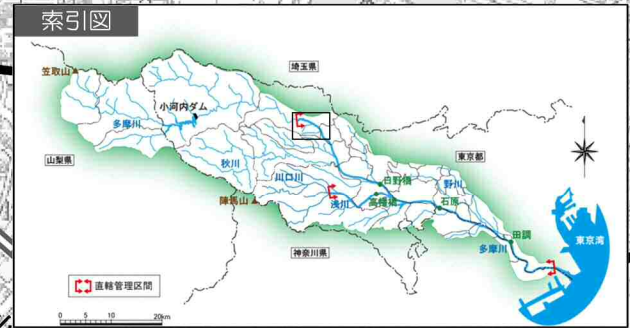 索引図
埼玉県
笠取山
小河内ダム
多摩川
東京都
山梨県
秋川
川口川
日野橋
野川
陣馬山
浅川
高幡橋
石原
田調
東京湾
多摩川
神奈川県
直轄管理区間
0 5 10 20km